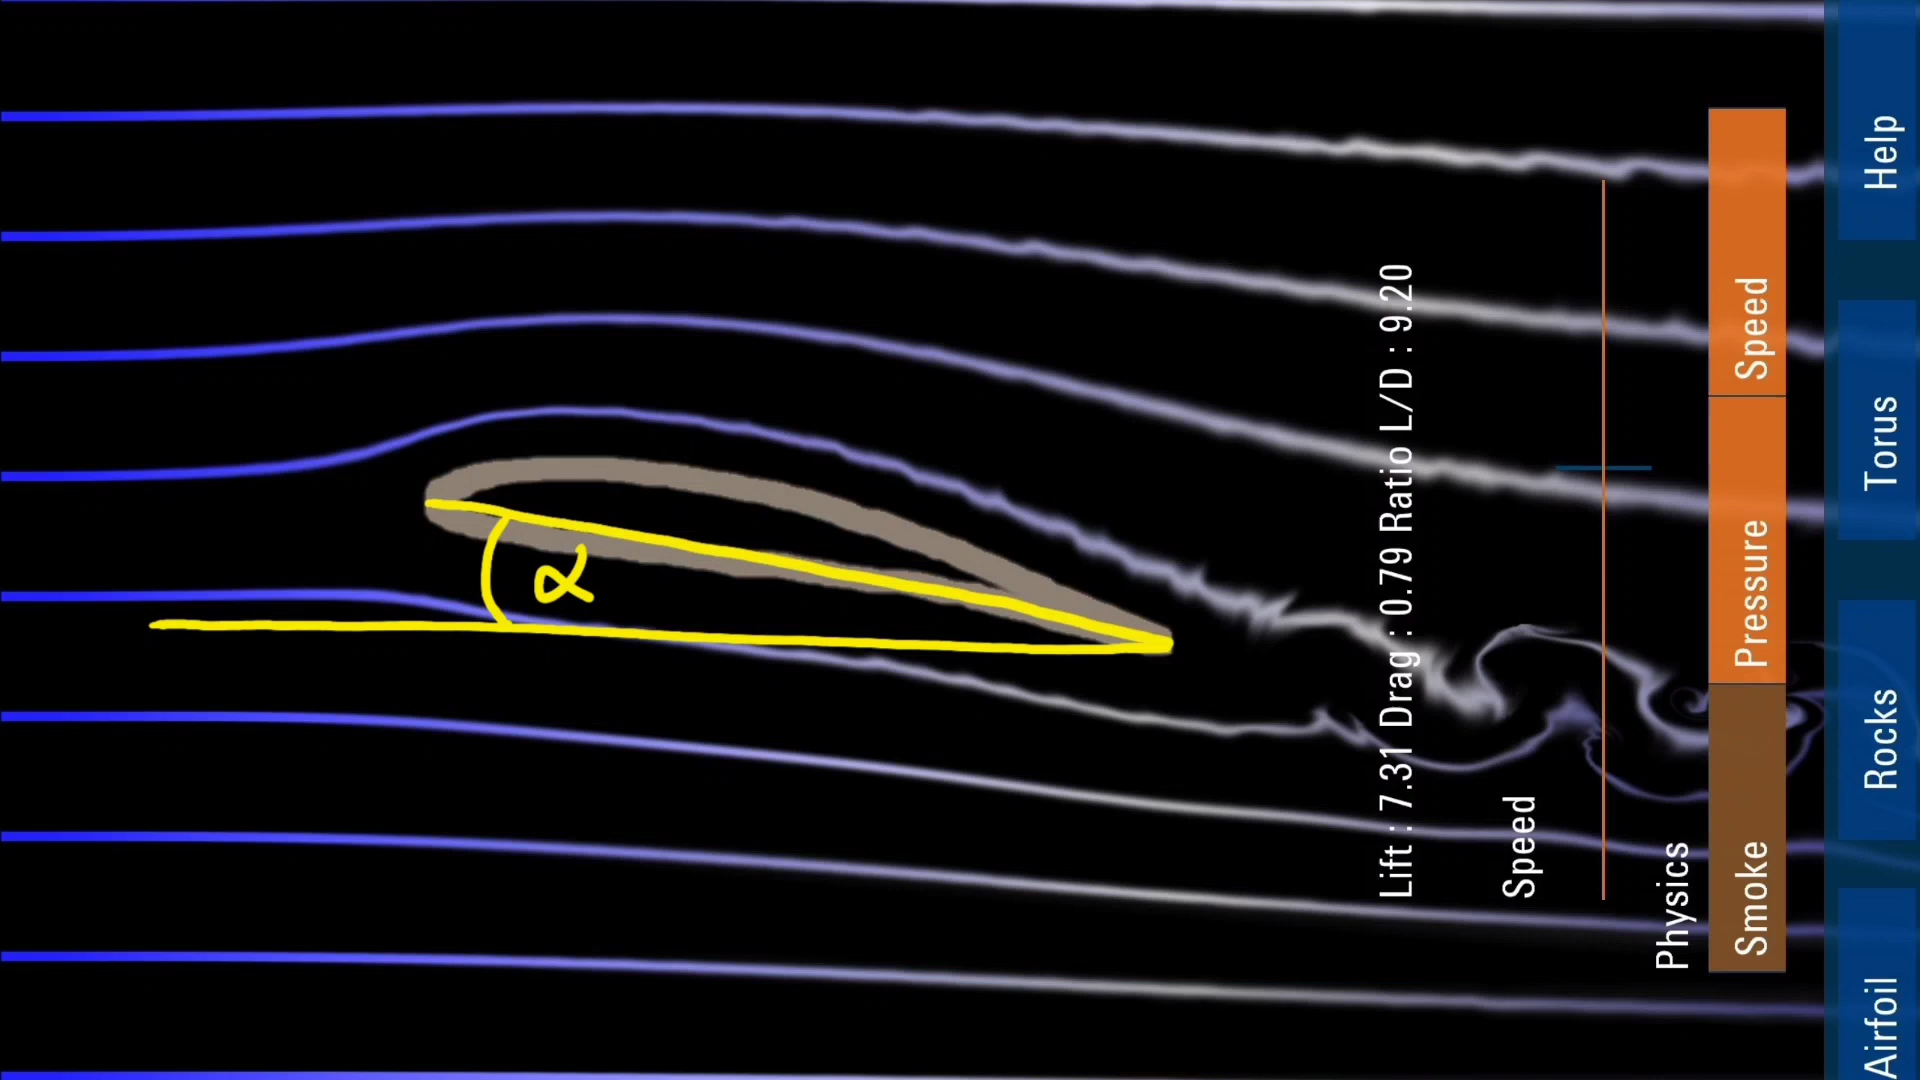 α
Lift : 7.31 Drag : 0.79 Ratio L/D : 9.20
Speed
Physics
Smoke Pressure Speed
Airfoil Rocks Torus Help